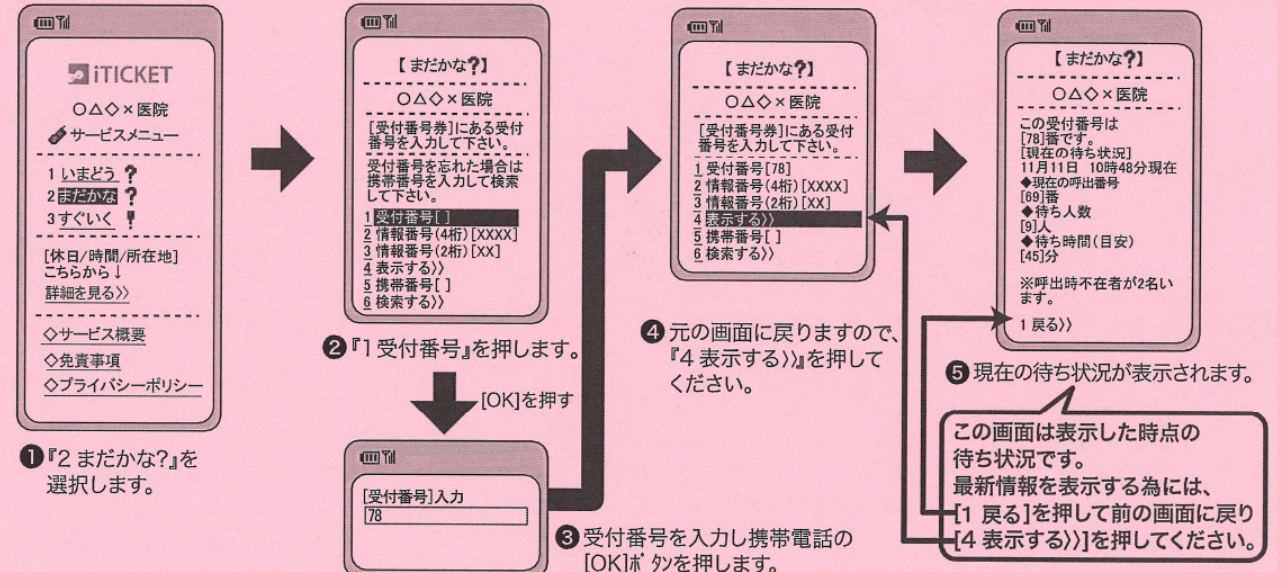 iTICKET
○△◇×医院
サービスメニュー
1 いまどう?
2 まだかな?
3 すぐいく!
[休日/時間/所在地]
こちらから↓
詳細を見る〉〉
◇サービス概要
◇免責事項
◇プライバシーポリシー
❶『2 まだかな?』を
選択します。
【まだかな?】
○△◇×医院
[受付番号券]にある受付
番号を入力して下さい。
受付番号を忘れた場合は
携帯番号を入力して検索
して下さい。
1 受付番号[ ]
2 情報番号(4桁)[XXXX]
3 情報番号(2桁)[XX]
4 表示する〉〉
5 携帯番号[ ]
6 検索する〉〉
❷『1 受付番号』を押します。
[OK]を押す
[受付番号]入力
78
❸受付番号を入力し携帯電話の
[OK]ボタンを押します。
【まだかな?】
○△◇×医院
[受付番号券]にある受付
番号を入力して下さい。
1 受付番号[78]
2 情報番号(4桁)[XXXX]
3 情報番号(2桁)[XX]
4 表示する〉〉
5 携帯番号[ ]
6 検索する〉〉
❹元の画面に戻りますので、
『4 表示する〉〉』を押して
ください。
【まだかな?】
○△◇×医院
この受付番号は
[78]番です。
[現在の待ち状況]
11月11日 10時48分現在
◆現在の呼出番号
[69]番
◆待ち人数
[9]人
◆待ち時間(目安)
[45]分
※呼出時不在者が2名い
ます。
1 戻る〉〉
❺現在の待ち状況が表示されます。
この画面は表示した時点の
待ち状況です。
最新情報を表示する為には、
[1 戻る]を押して前の画面に戻り
[4 表示する〉〉]を押してください。